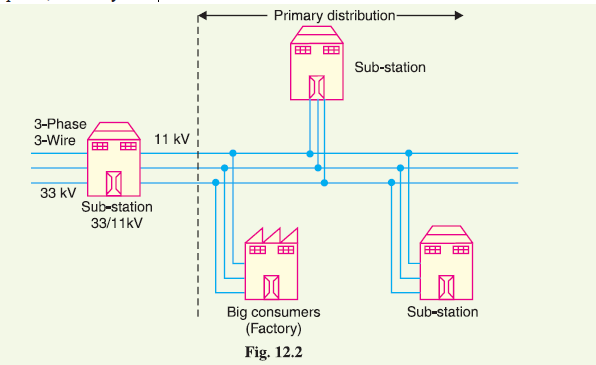 Primary distribution
Sub-station
3-Phase
3-Wire
11 kV
33 kV
Sub-station
33/11kV
Big consumers
(Factory)
Sub-station
Fig. 12.2